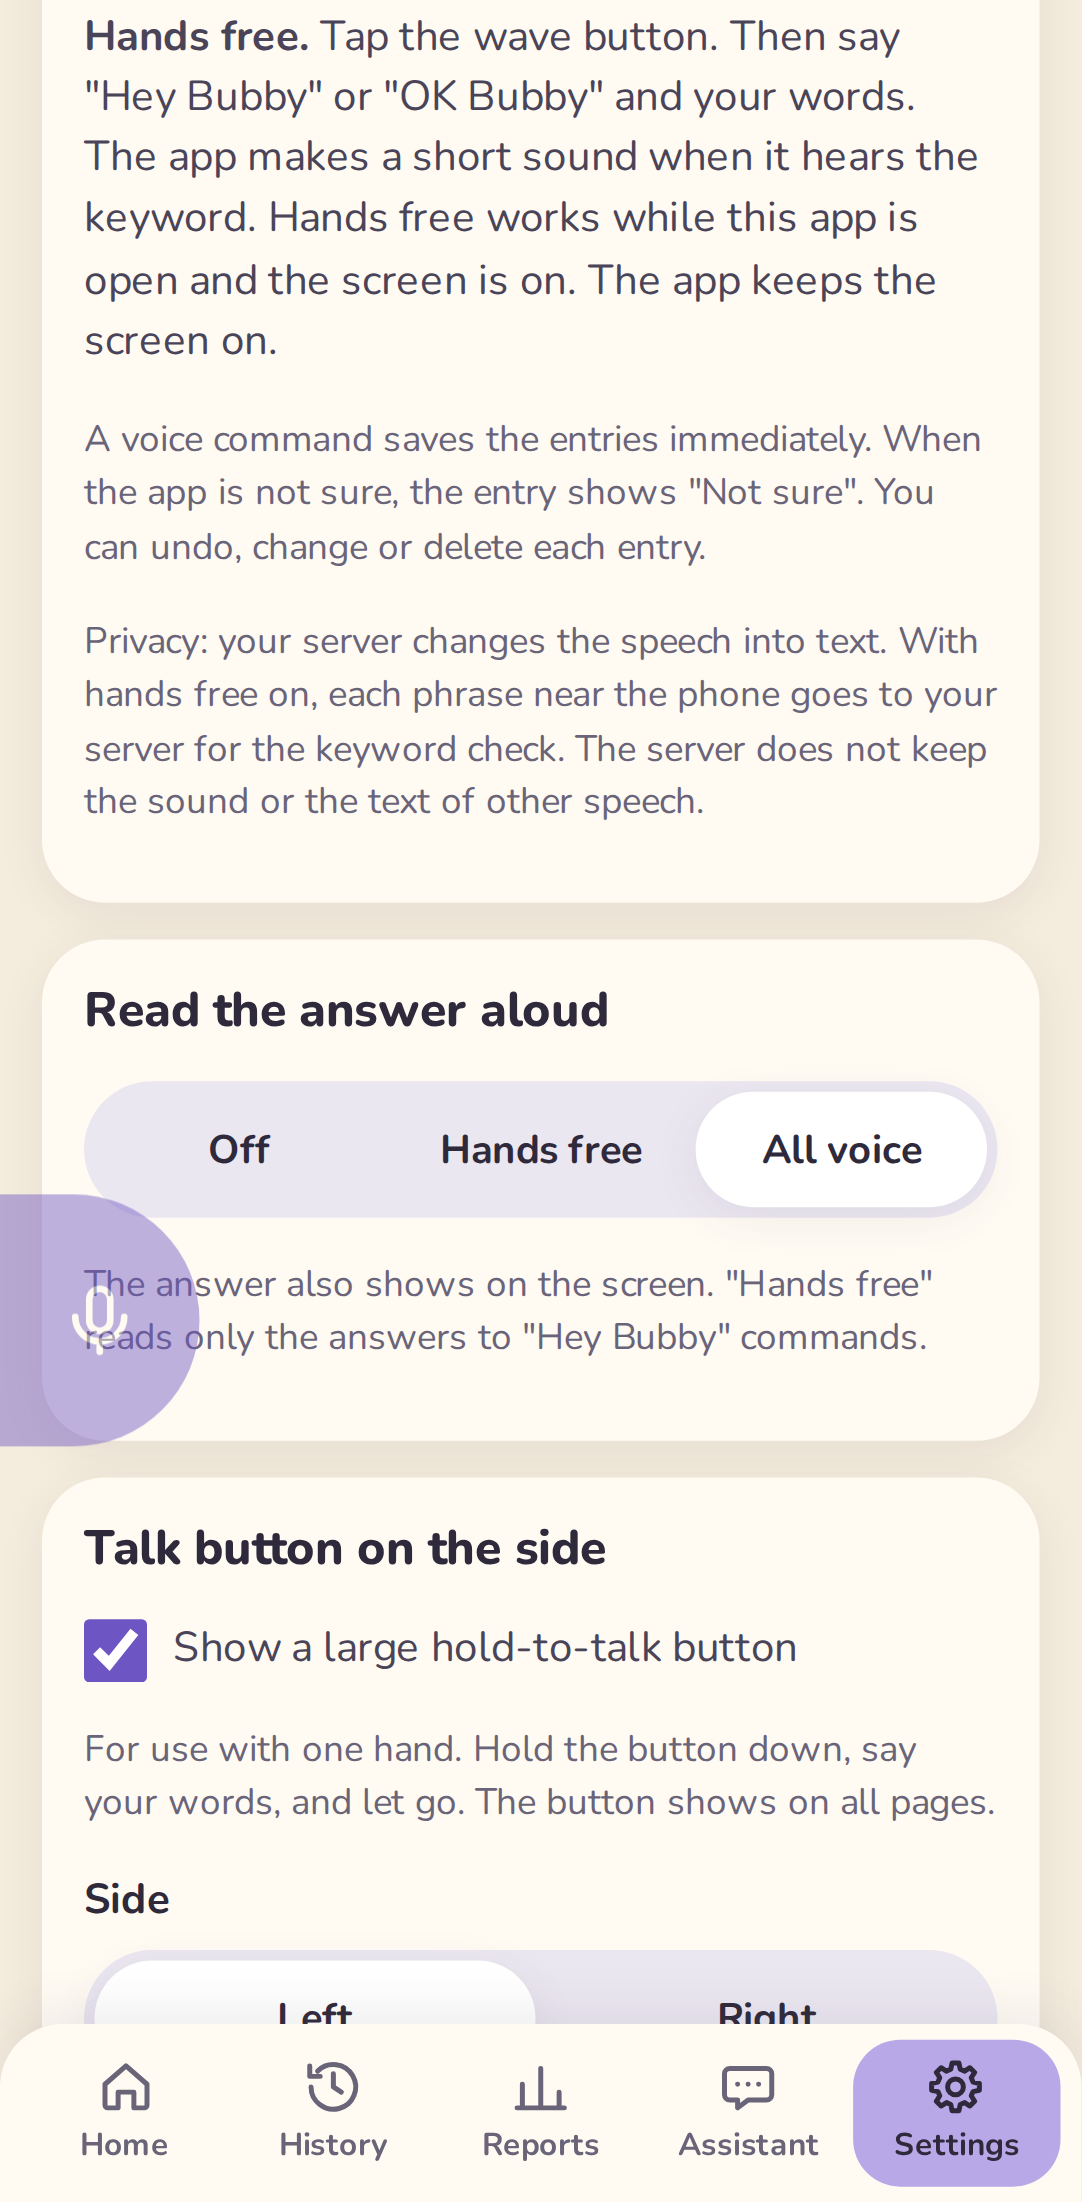 Hands free. Tap the wave button. Then say
"Hey Bubby" or "OK Bubby" and your words.
The app makes a short sound when it hears the
keyword. Hands free works while this app is
open and the screen is on. The app keeps the
screen on.
A voice command saves the entries immediately. When
the app is not sure, the entry shows "Not sure". You
can undo, change or delete each entry.
Privacy: your server changes the speech into text. With
hands free on, each phrase near the phone goes to your
server for the keyword check. The server does not keep
the sound or the text of other speech.
Read the answer aloud
Off Hands free All voice
The answer also shows on the screen. "Hands free"
reads only the answers to "Hey Bubby" commands.
Talk button on the side
Show a large hold-to-talk button
For use with one hand. Hold the button down, say
your words, and let go. The button shows on all pages.
Side
Left Right
Home History Reports Assistant Settings